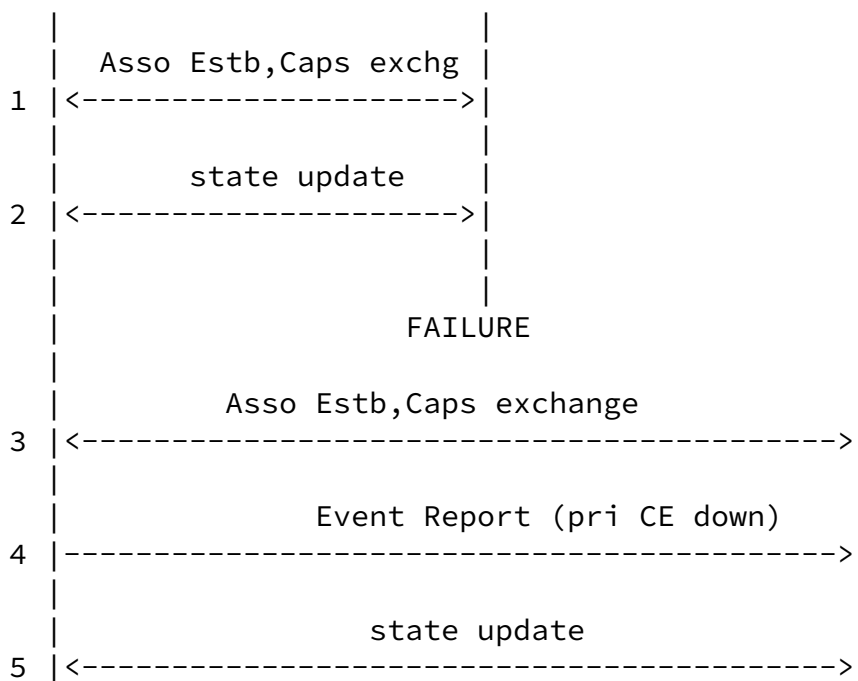 Asso Estb,Caps exchg
1
state update
2
FAILURE
Asso Estb,Caps exchange
3
Event Report (pri CE down)
4
state update
5